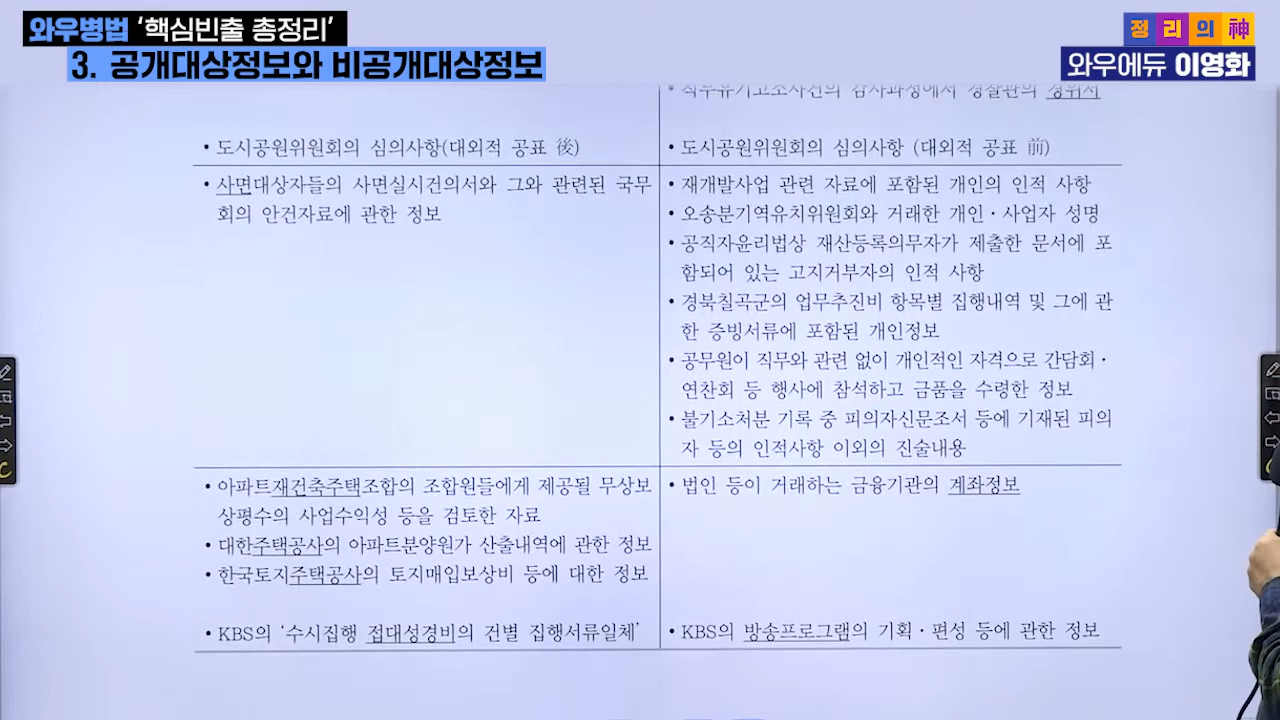 와우병법 '핵심빈출 총정리'
3. 공개대상정보와 비공개대상정보
정리의神
와우에듀 이영화
• 직무유기고소사건의 감사과정에서 경찰관의 경위서
• 도시공원위원회의 심의사항(대외적 공표 後)
• 도시공원위원회의 심의사항 (대외적 공표 前)
• 사면대상자들의 사면실시건의서와 그와 관련된 국무
회의 안건자료에 관한 정보
• 재개발사업 관련 자료에 포함된 개인의 인적 사항
• 오송분기역유치위원회와 거래한 개인·사업자 성명
• 공직자윤리법상 재산등록의무자가 제출한 문서에 포
함되어 있는 고지거부자의 인적 사항
• 경북칠곡군의 업무추진비 항목별 집행내역 및 그에 관
한 증빙서류에 포함된 개인정보
• 공무원이 직무와 관련 없이 개인적인 자격으로 간담회·
연찬회 등 행사에 참석하고 금품을 수령한 정보
• 불기소처분 기록 중 피의자신문조서 등에 기재된 피의
자 등의 인적사항 이외의 진술내용
• 아파트재건축주택조합의 조합원들에게 제공될 무상보
상평수의 사업수익성 등을 검토한 자료
• 대한주택공사의 아파트분양원가 산출내역에 관한 정보
• 한국토지주택공사의 토지매입보상비 등에 대한 정보
• KBS의 '수시집행 접대성경비의 건별 집행서류일체'
• 법인 등이 거래하는 금융기관의 계좌정보
• KBS의 방송프로그램의 기획·편성 등에 관한 정보